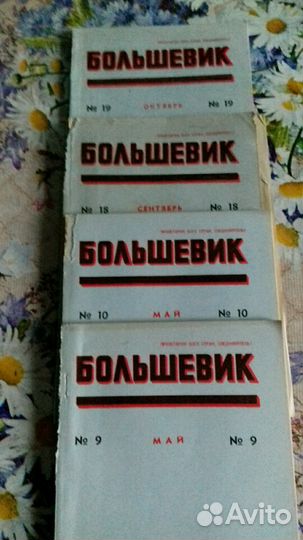 БОЛЬШЕВИК
№ 19 ОКТЯБРЬ № 19
БОЛЬШЕВИК
№ 18 СЕНТЯБРЬ № 18
БОЛЬШЕВИК
№ 10 МАЙ № 10
БОЛЬШЕВИК
№ 9 МАЙ № 9
Avito